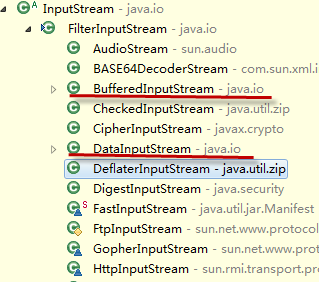 InputStream - java.io
FilterInputStream - java.io
AudioStream - sun.audio
BASE64DecoderStream - com.sun.xml.i
BufferedInputStream - java.io
CheckedInputStream - java.util.zip
CipherInputStream - javax.crypto
DataInputStream - java.io
DeflaterInputStream - java.util.zip
DigestInputStream - java.security
FastInputStream - java.util.jar.Manifest
FtpInputStream - sun.net.www.protocol
GopherInputStream - sun.net.www.proto
HttpInputStream - sun.rmi.transport.pro